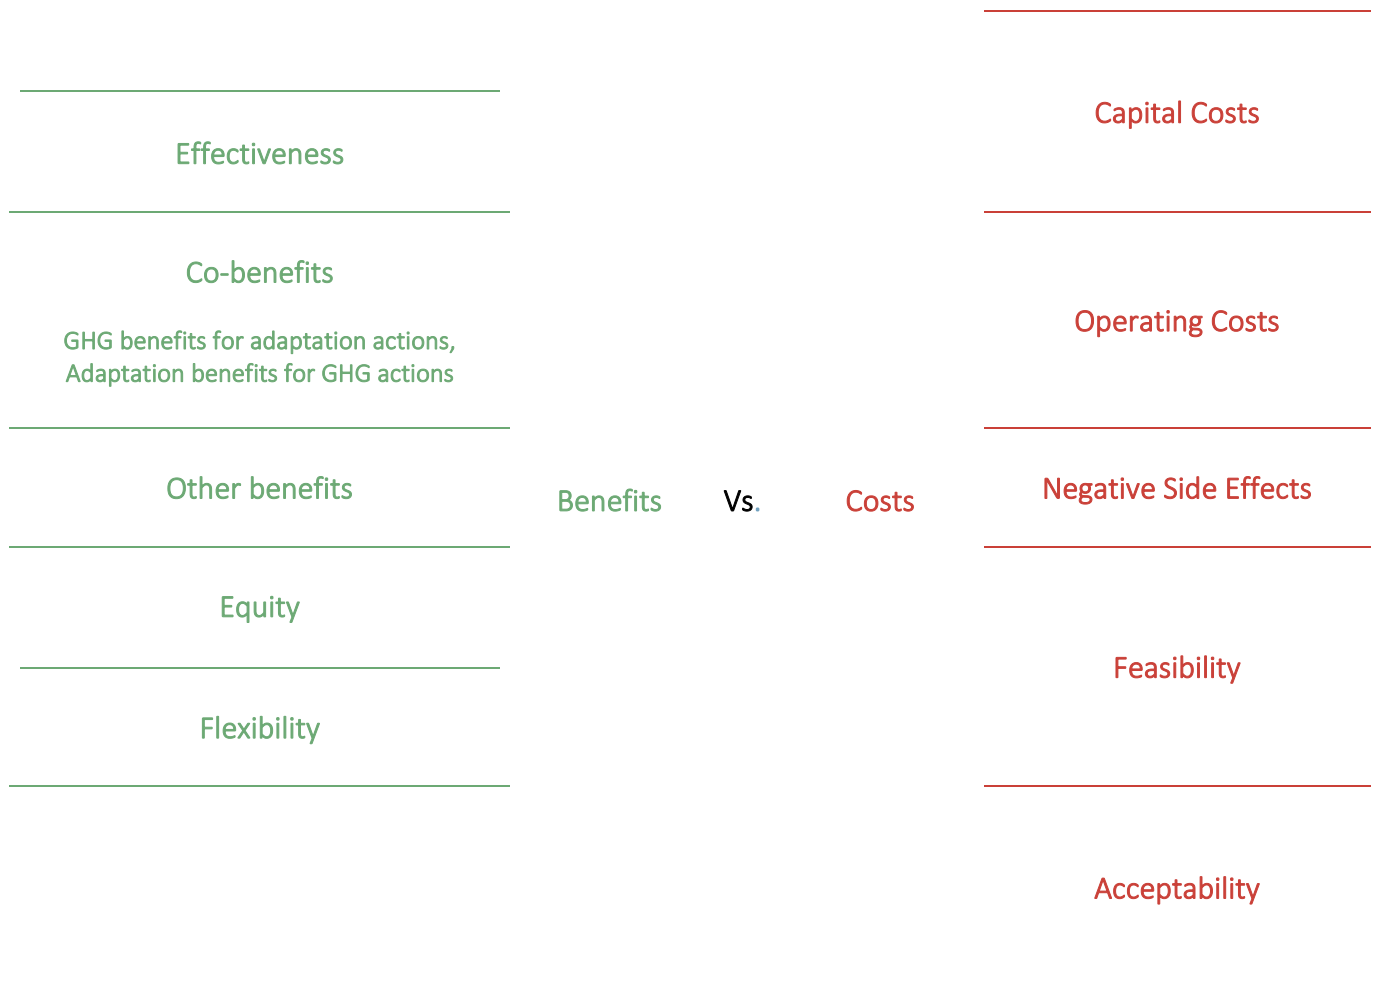 Effectiveness
Co-benefits
GHG benefits for adaptation actions,
Adaptation benefits for GHG actions
Other benefits
Equity
Flexibility
Benefits Vs. Costs
Capital Costs
Operating Costs
Negative Side Effects
Feasibility
Acceptability